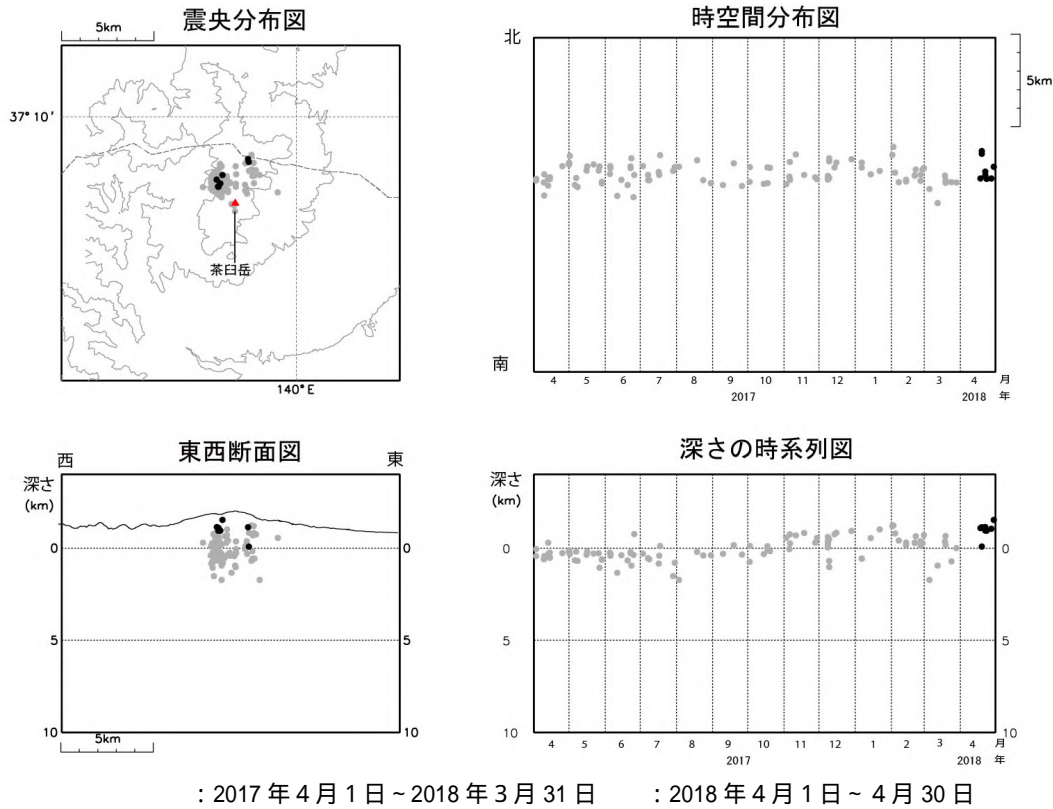 震央分布図
5km
37°10′
茶臼岳
140°E
時空間分布図
北
5km
南
4 5 6 7 8 9 10 11 12 1 2 3 4 月
2017 2018 年
東西断面図
西 東
深さ
(km)
0 0
5 5
10 10
5km
深さの時系列図
深さ
(km)
0 0
5 5
10 10
4 5 6 7 8 9 10 11 12 1 2 3 4 月
2017 2018 年
：2017 年 4 月 1 日 ~ 2018 年 3 月 31 日 ：2018 年 4 月 1 日 ~ 4 月 30 日